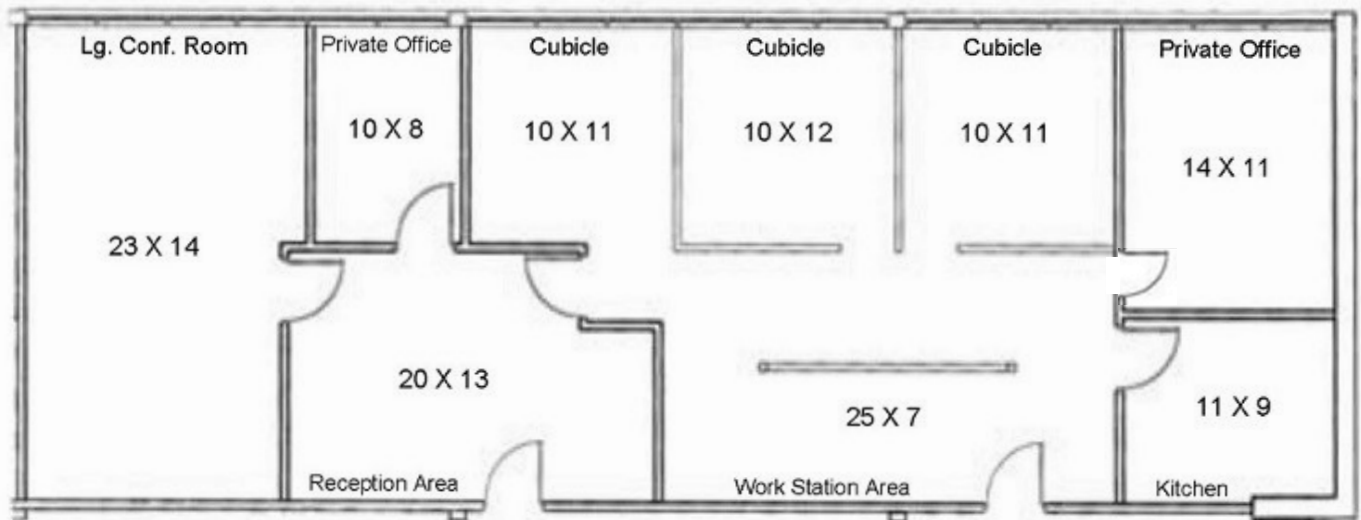 Lg. Conf. Room
23 X 14
Private Office
10 X 8
Cubicle
10 X 11
Cubicle
10 X 12
Cubicle
10 X 11
Private Office
14 X 11
20 X 13
Reception Area
25 X 7
Work Station Area
11 X 9
Kitchen